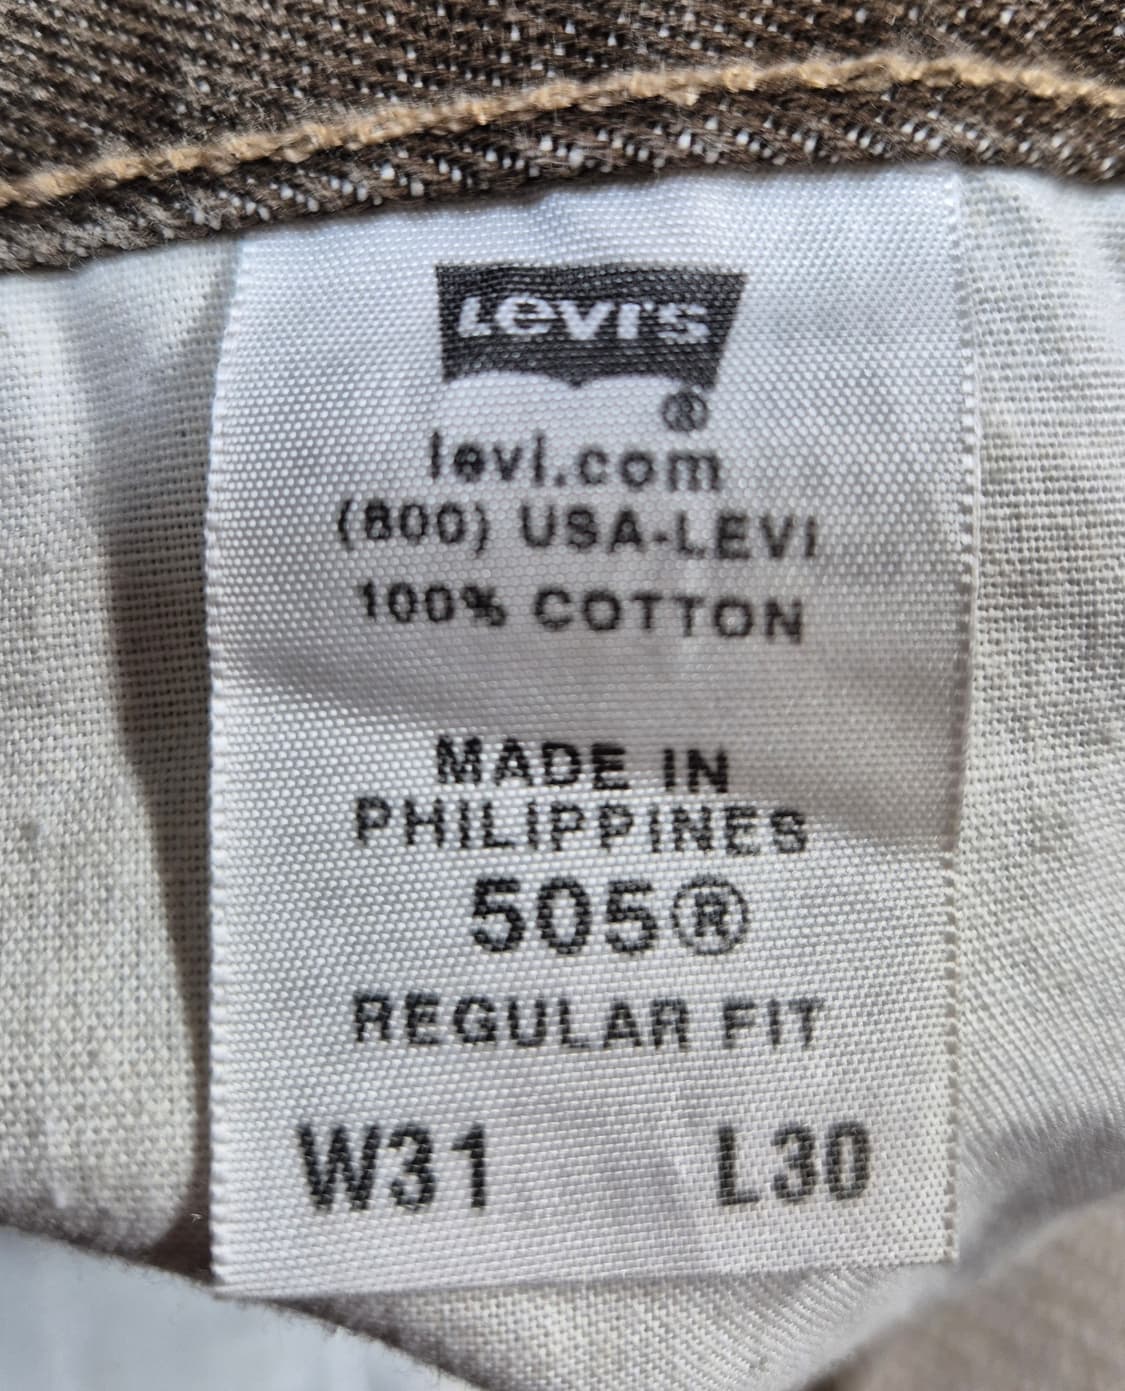 Levi's
®
levi.com
(800) USA-LEVI
100% COTTON
MADE IN
PHILIPPINES
505®
REGULAR FIT
W31 L30